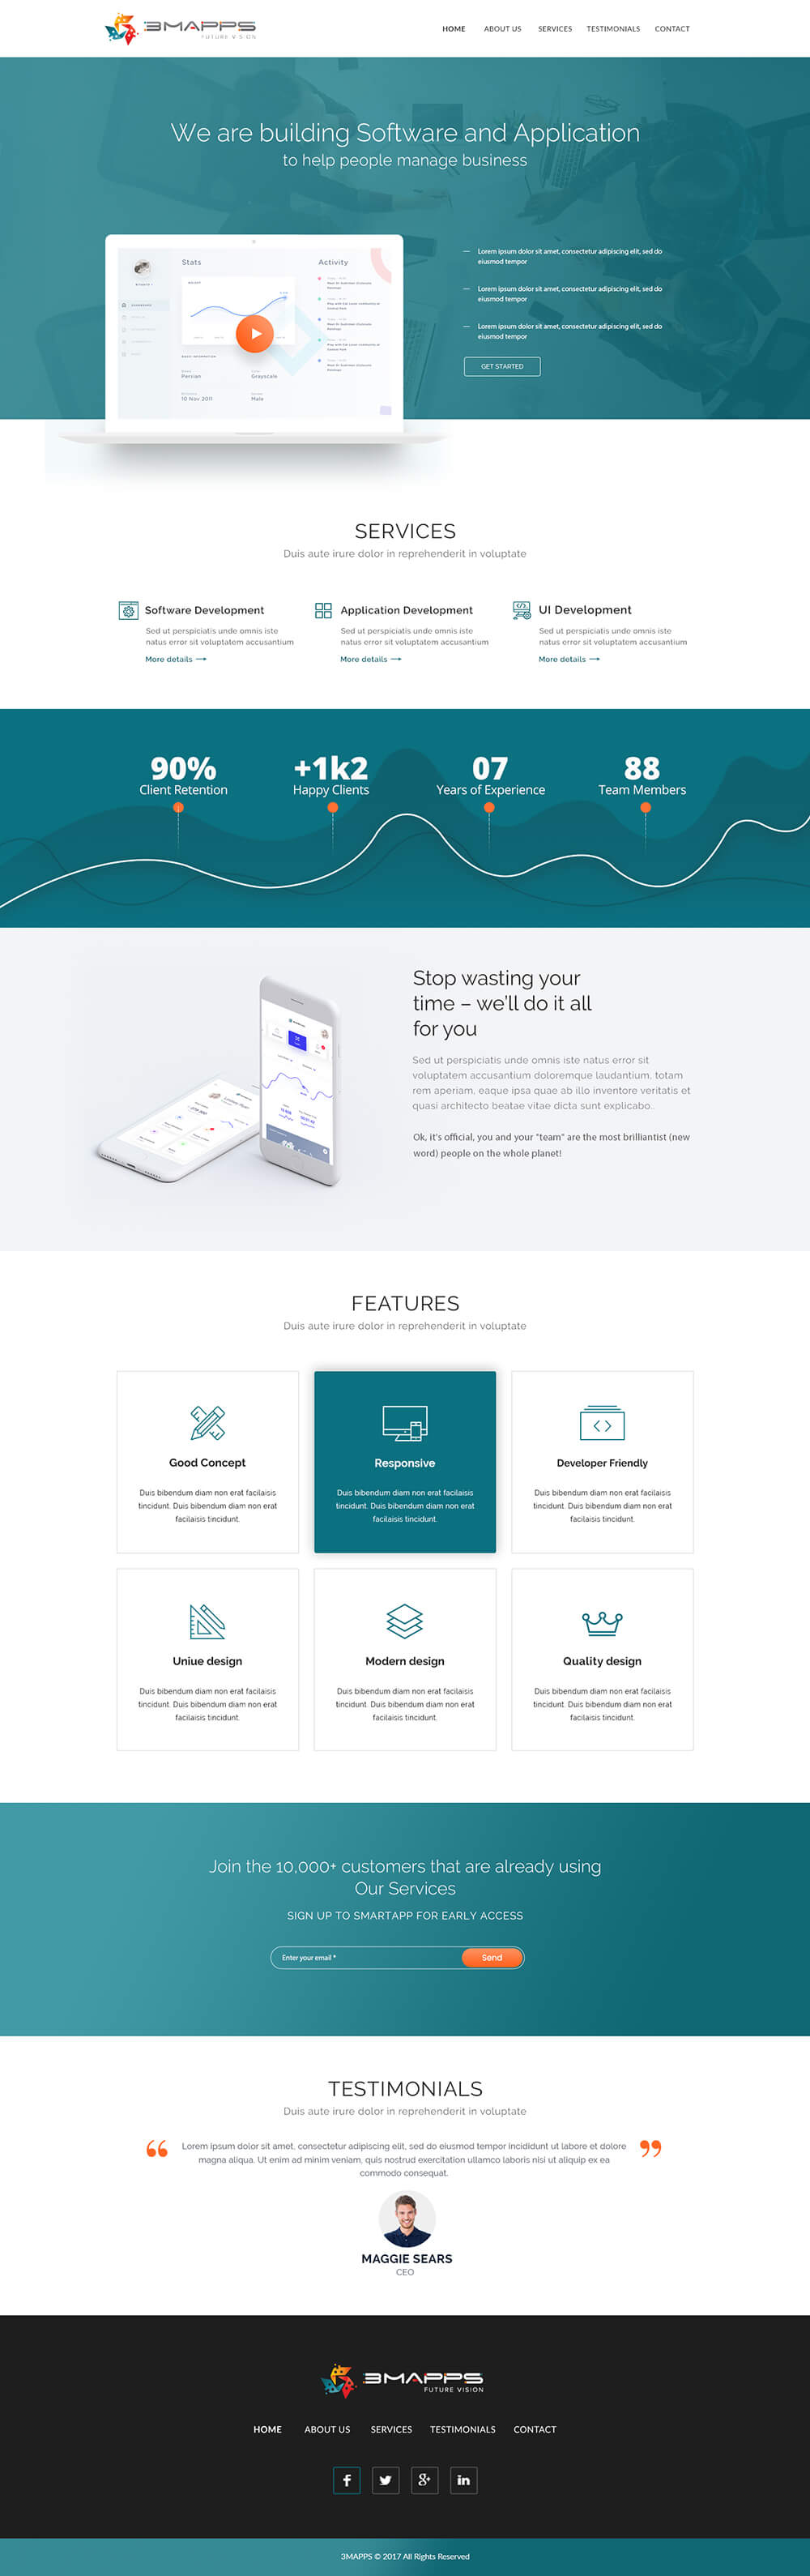 3MAPPS
FUTURE VISION
HOME ABOUT US SERVICES TESTIMONIALS CONTACT
We are building Software and Application
to help people manage business
Stats
Activity
Persian
Grayscale
10 Nov 2011
Male
Lorem ipsum dolor sit amet, consectetur adipiscing elit, sed do
eiusmod tempor
Lorem ipsum dolor sit amet, consectetur adipiscing elit, sed do
eiusmod tempor
Lorem ipsum dolor sit amet, consectetur adipiscing elit, sed do
eiusmod tempor
GET STARTED
SERVICES
Duis aute irure dolor in reprehenderit in voluptate
Software Development
Sed ut perspiciatis unde omnis iste
natus error sit voluptatem accusantium
More details
Application Development
Sed ut perspiciatis unde omnis iste
natus error sit voluptatem accusantium
More details
UI Development
Sed ut perspiciatis unde omnis iste
natus error sit voluptatem accusantium
More details
90%
Client Retention
+1k2
Happy Clients
07
Years of Experience
88
Team Members
Stop wasting your
time – we'll do it all
for you
Sed ut perspiciatis unde omnis iste natus error sit
voluptatem accusantium doloremque laudantium, totam
rem aperiam, eaque ipsa quae ab illo inventore veritatis et
quasi architecto beatae vitae dicta sunt explicabo..
Ok, it's official, you and your "team" are the most brilliantist (new
word) people on the whole planet!
FEATURES
Duis aute irure dolor in reprehenderit in voluptate
Good Concept
Duis bibendum diam non erat facilaisis
tincidunt. Duis bibendum diam non erat
facilaisis tincidunt.
Responsive
Duis bibendum diam non erat facilaisis
tincidunt. Duis bibendum diam non erat
facilaisis tincidunt.
Developer Friendly
Duis bibendum diam non erat facilaisis
tincidunt. Duis bibendum diam non erat
facilaisis tincidunt.
Uniue design
Duis bibendum diam non erat facilaisis
tincidunt. Duis bibendum diam non erat
facilaisis tincidunt.
Modern design
Duis bibendum diam non erat facilaisis
tincidunt. Duis bibendum diam non erat
facilaisis tincidunt.
Quality design
Duis bibendum diam non erat facilaisis
tincidunt. Duis bibendum diam non erat
facilaisis tincidunt.
Join the 10,000+ customers that are already using
Our Services
SIGN UP TO SMARTAPP FOR EARLY ACCESS
Enter your email *
Send
TESTIMONIALS
Duis aute irure dolor in reprehenderit in voluptate
Lorem ipsum dolor sit amet, consectetur adipiscing elit, sed do eiusmod tempor incididunt ut labore et dolore
magna aliqua. Ut enim ad minim veniam, quis nostrud exercitation ullamco laboris nisi ut aliquip ex ea
commodo consequat.
MAGGIE SEARS
CEO
3MAPPS
FUTURE VISION
HOME ABOUT US SERVICES TESTIMONIALS CONTACT
3MAPPS © 2017 All Rights Reserved